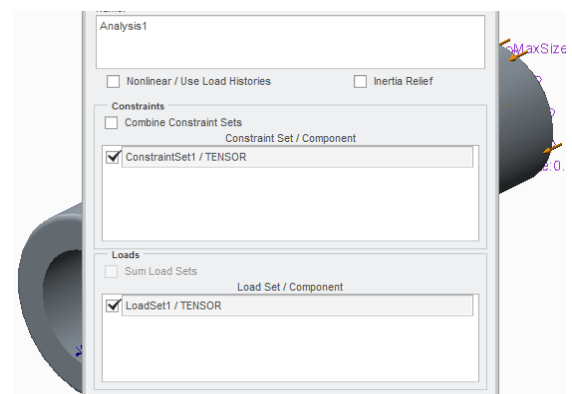 Analysis1
MaxSize
Nonlinear / Use Load Histories
Inertia Relief
Constraints
Combine Constraint Sets
Constraint Set / Component
ConstraintSet1 / TENSOR
Loads
Sum Load Sets
Load Set / Component
LoadSet1 / TENSOR